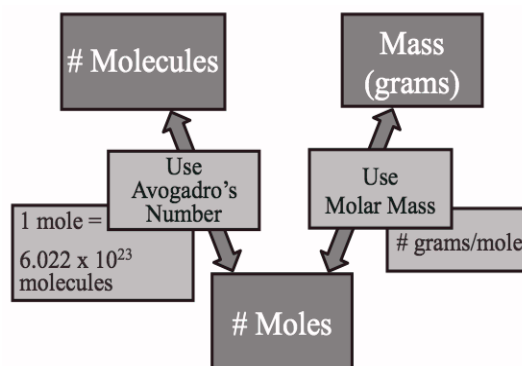 # Molecules
Mass
(grams)
Use
Avogadro's
Number
Use
Molar Mass
1 mole =
6.022 x 10²³
molecules
# grams/mole
# Moles